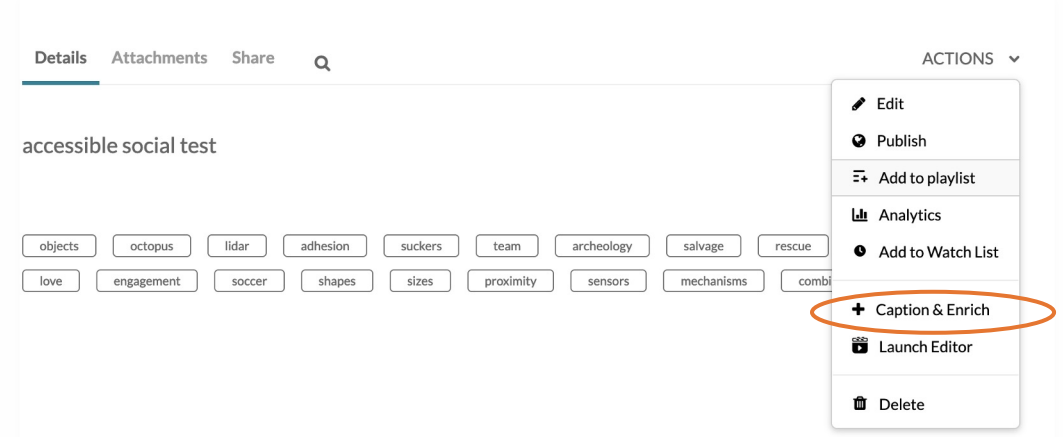 Details Attachments Share ACTIONS
Edit
accessible social test
Publish
Add to playlist
Analytics
objects octopus lidar adhesion suckers team archeology salvage rescue
Add to Watch List
love engagement soccer shapes sizes proximity sensors mechanisms combi
Caption & Enrich
Launch Editor
Delete